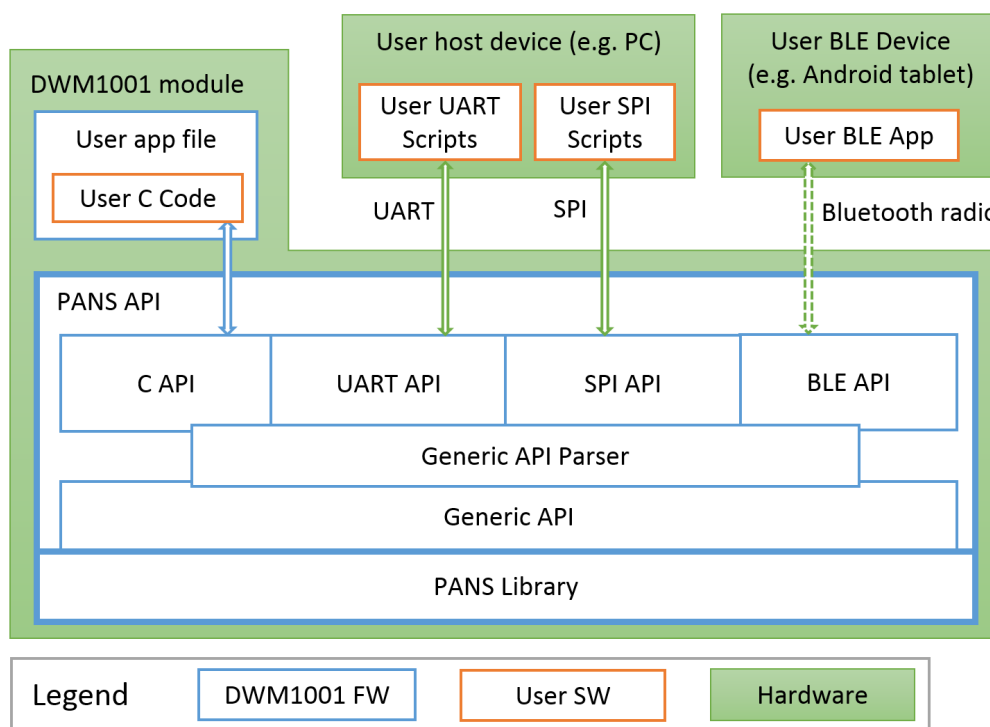 User host device (e.g. PC)
User BLE Device
(e.g. Android tablet)
DWM1001 module
User UART
Scripts
User SPI
Scripts
User BLE App
User app file
User C Code
UART
SPI
Bluetooth radio
PANS API
C API
UART API
SPI API
BLE API
Generic API Parser
Generic API
PANS Library
Legend
DWM1001 FW
User SW
Hardware